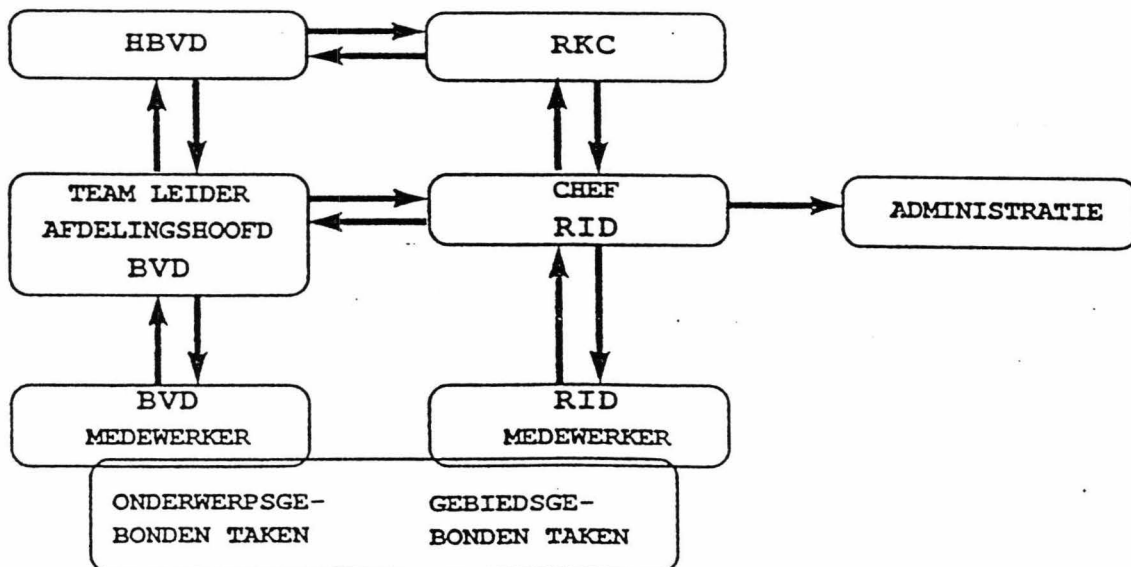 HBVD
RKC
TEAM LEIDER
AFDELINGSHOOFD
BVD
CHEF
RID
ADMINISTRATIE
BVD
MEDEWERKER
RID
MEDEWERKER
ONDERWERPSGE-
BONDEN TAKEN
GEBIEDSGE-
BONDEN TAKEN